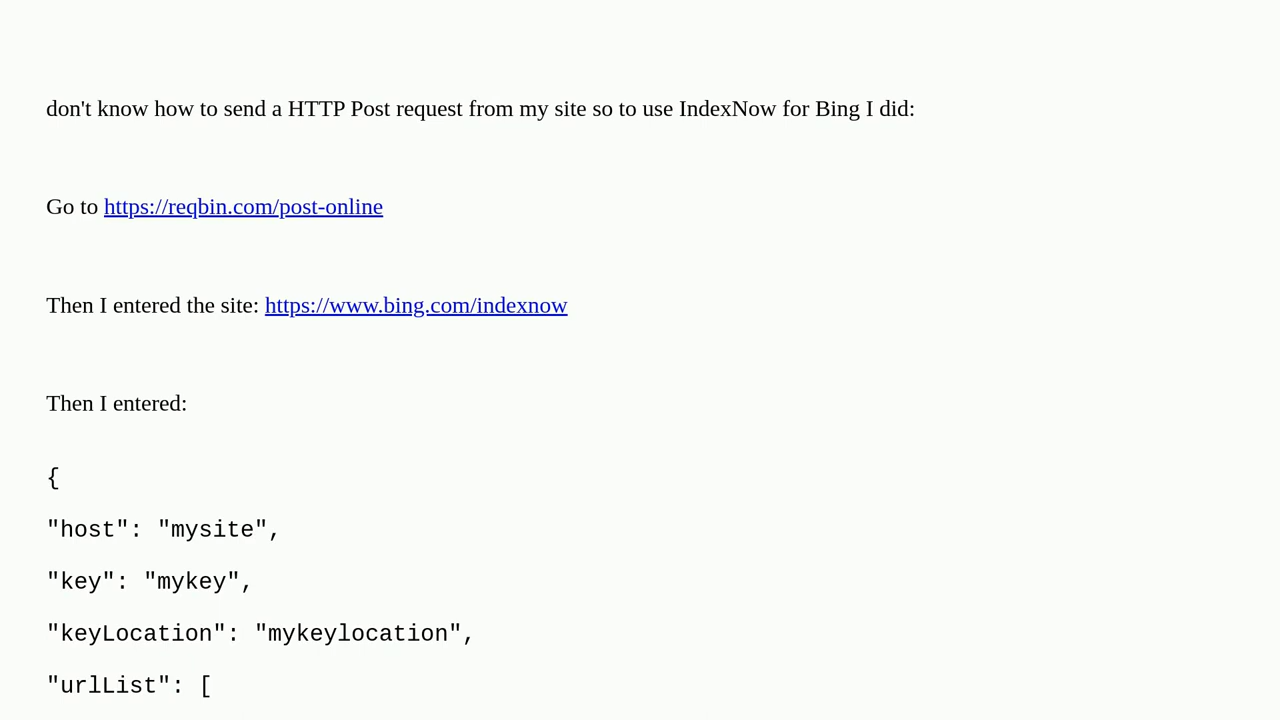 don't know how to send a HTTP Post request from my site so to use IndexNow for Bing I did:
Go to https://reqbin.com/post-online
Then I entered the site: https://www.bing.com/indexnow
Then I entered:
{
"host": "mysite",
"key": "mykey",
"keyLocation": "mykeylocation",
"urlList": [